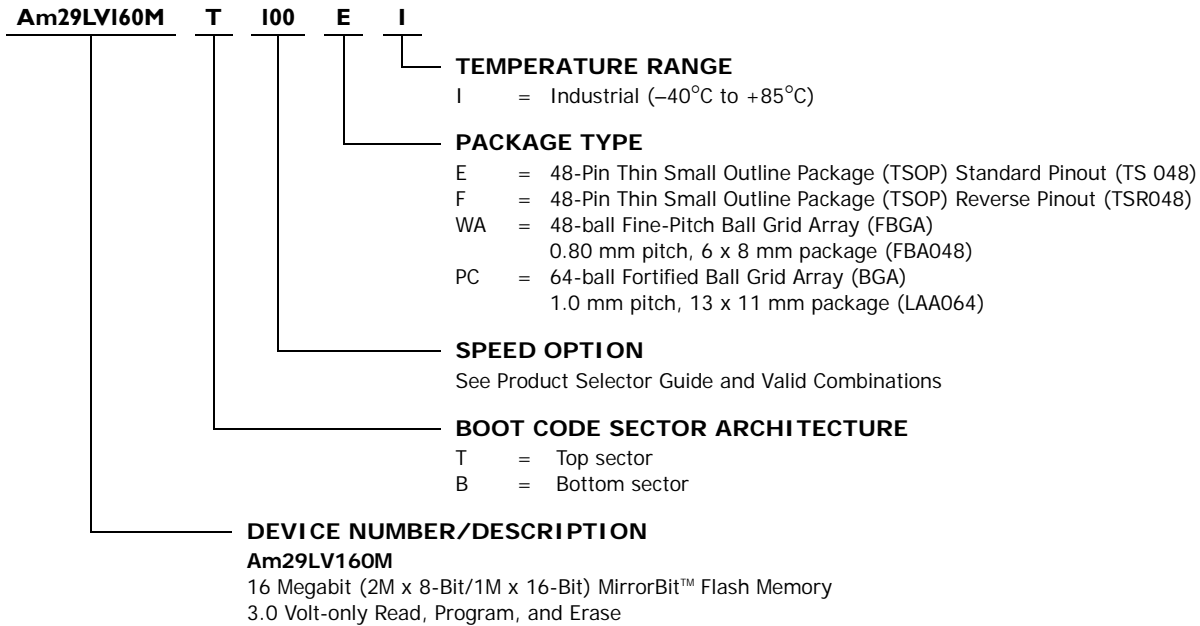 Am29LV160M T 100 E I
TEMPERATURE RANGE
I = Industrial (–40°C to +85°C)
PACKAGE TYPE
E = 48-Pin Thin Small Outline Package (TSOP) Standard Pinout (TS 048)
F = 48-Pin Thin Small Outline Package (TSOP) Reverse Pinout (TSR048)
WA = 48-ball Fine-Pitch Ball Grid Array (FBGA)
0.80 mm pitch, 6 x 8 mm package (FBA048)
PC = 64-ball Fortified Ball Grid Array (BGA)
1.0 mm pitch, 13 x 11 mm package (LAA064)
SPEED OPTION
See Product Selector Guide and Valid Combinations
BOOT CODE SECTOR ARCHITECTURE
T = Top sector
B = Bottom sector
DEVICE NUMBER/DESCRIPTION
Am29LV160M
16 Megabit (2M x 8-Bit/1M x 16-Bit) MirrorBit™ Flash Memory
3.0 Volt-only Read, Program, and Erase